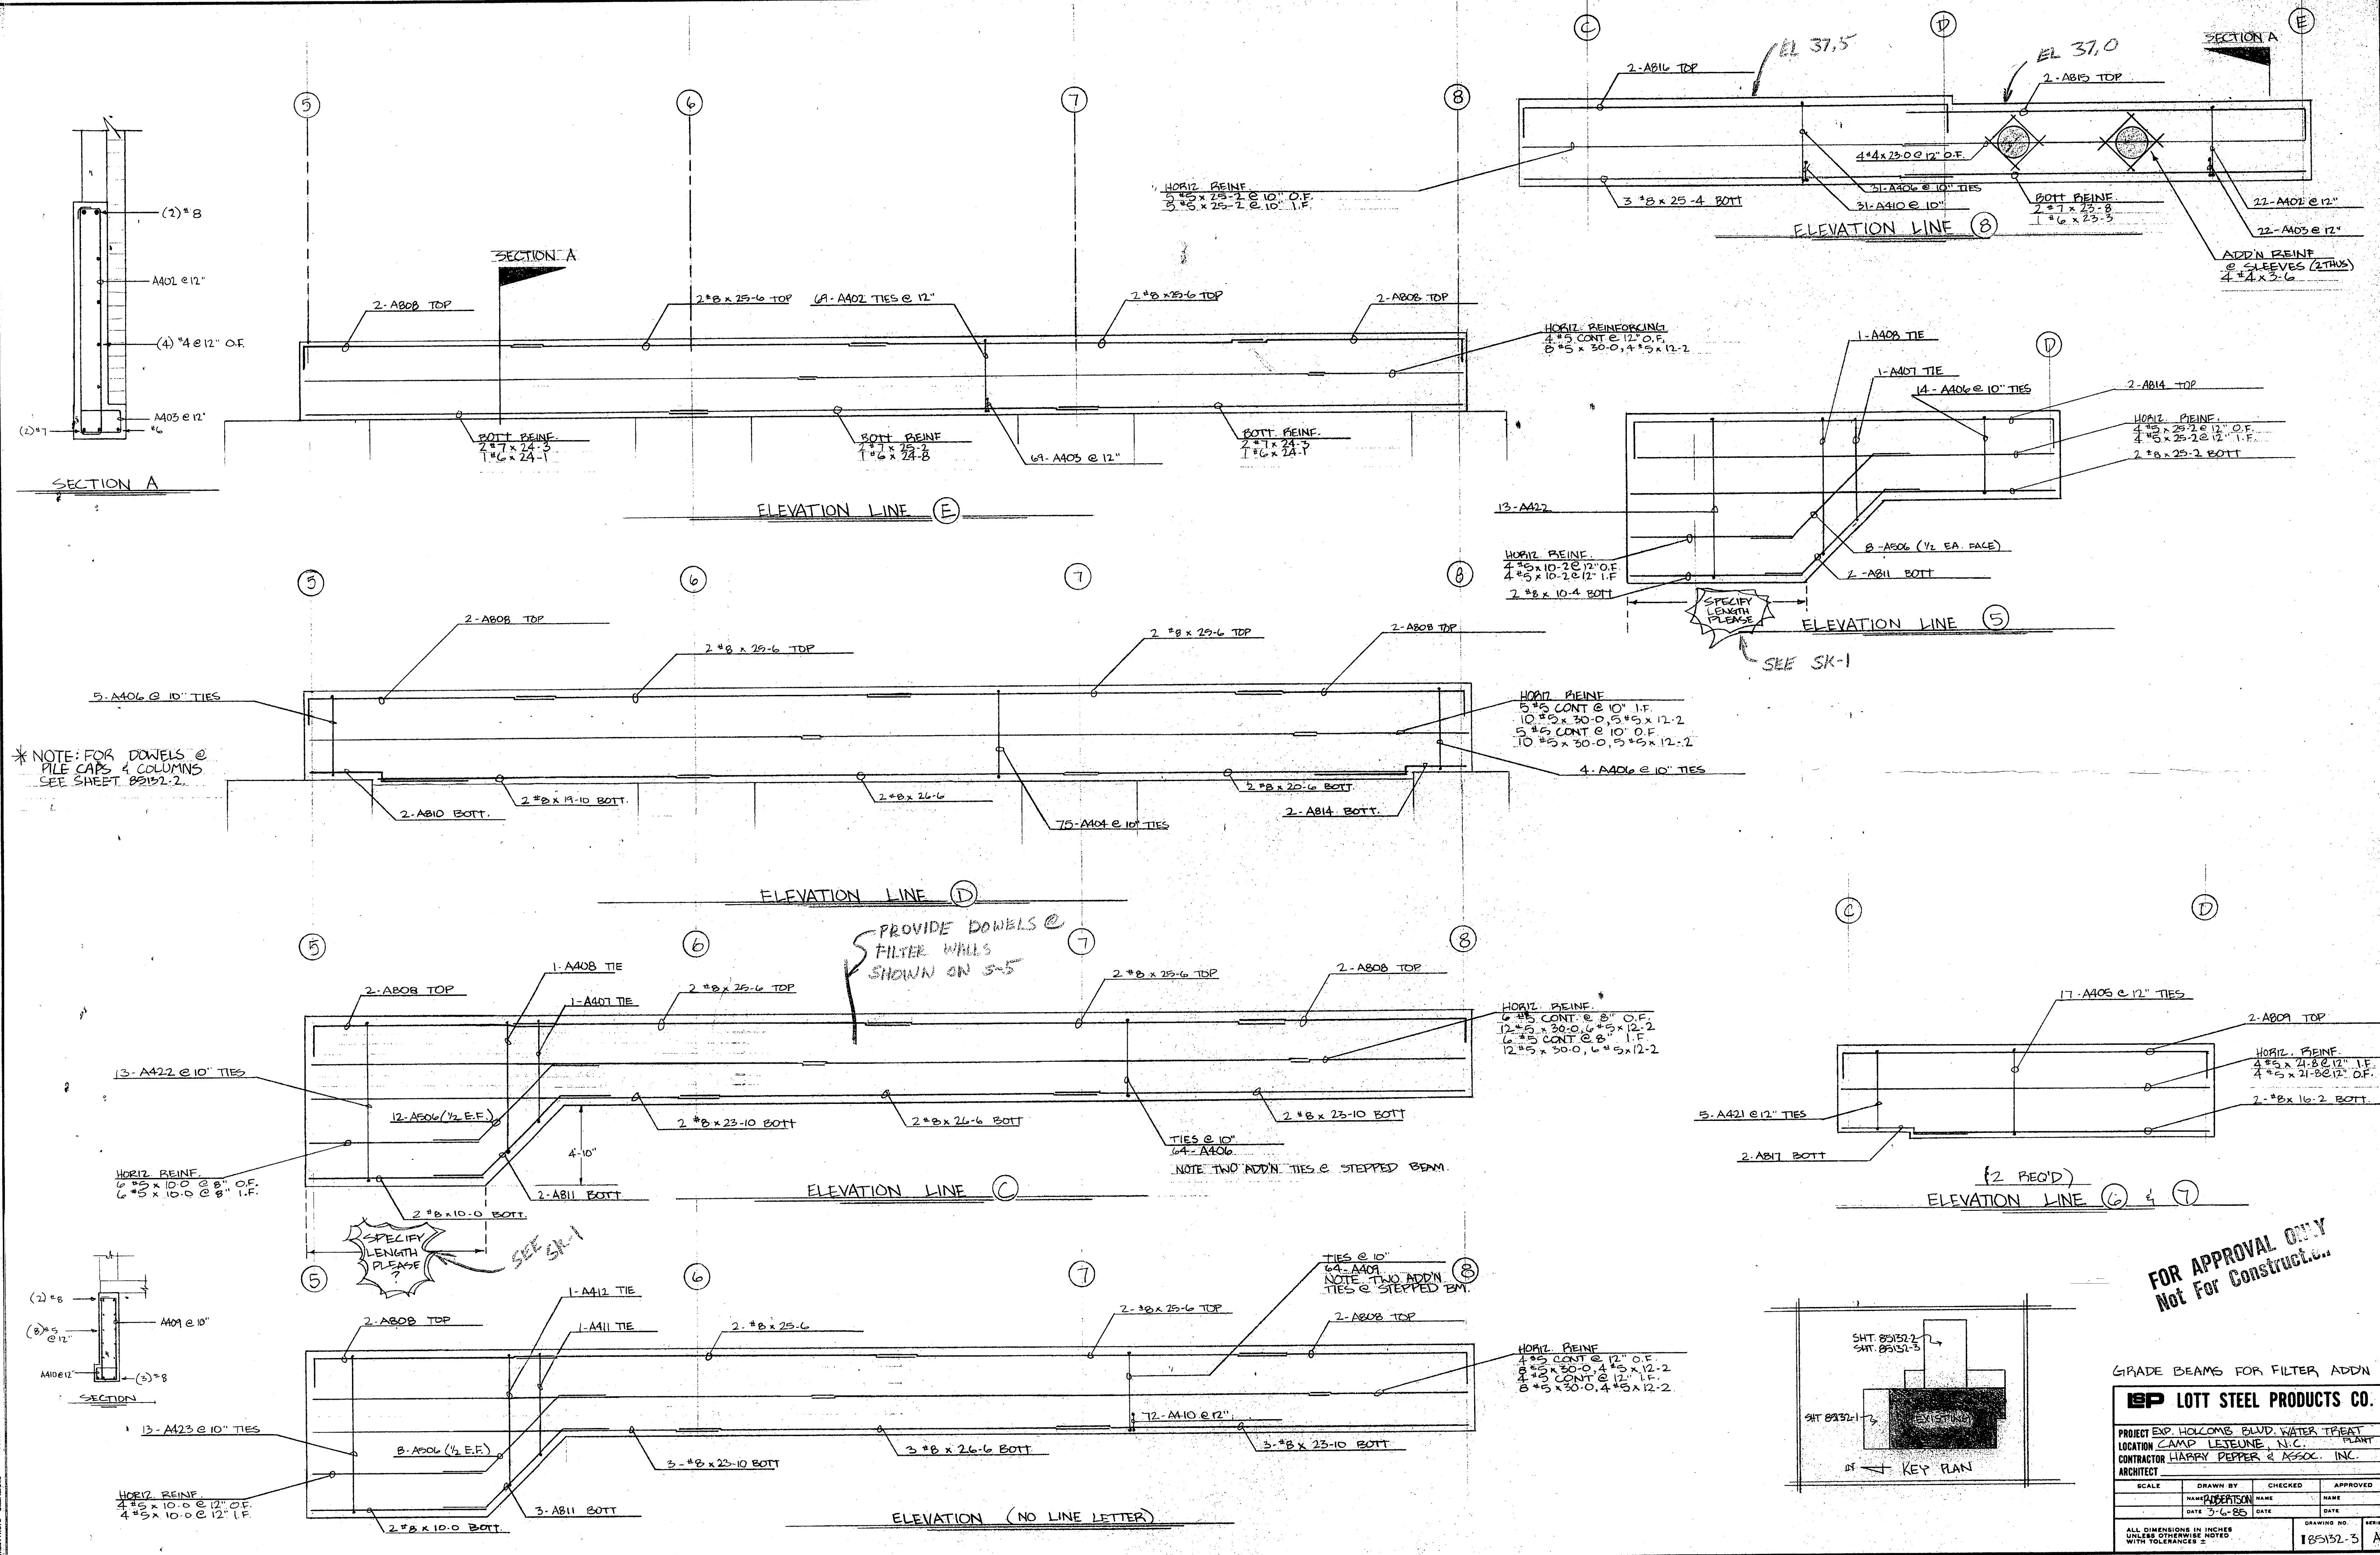 (2) #8
A402 @ 12"
(4) #4 @ 12" O.F.
A403 @ 12"
(2) #7
#6
SECTION A
5
6
7
8
SECTION A
2-A808 TOP
2 #8 x 25-6 TOP
69-A402 TIES @ 12"
2 #8 x 25-6 TOP
2-A808 TOP
HORIZ. REINFORCING
4 #5 CONT @ 12" O.F.
8 #5 x 30-0, 4 #5 x 12-2
BOTT REINF.
2 #7 x 24-3
1 #6 x 24-1
BOTT REINF
2 #7 x 25-2
1 #6 x 24-8
69-A403 @ 12"
BOTT. REINF.
2 #7 x 24-3
1 #6 x 24-1
ELEVATION LINE E
C
D
E
EL 37,5
EL 37,0
SECTION A
2-A816 TOP
2-A815 TOP
HORIZ REINF.
5 #5 x 25-2 @ 10" O.F.
5 #5 x 25-2 @ 10" I.F.
4 #4 x 23-0 @ 12" O.F.
3 #8 x 25-4 BOTT
31-A406 @ 10" TIES
31-A410 @ 10"
BOTT REINF.
2 #7 x 23-8
1 #6 x 23-3
22-A402 @ 12"
22-A403 @ 12"
ADD'N REINF
@ SLEEVES (2 THUS)
4 #4 x 3-6
ELEVATION LINE 8
D
1-A408 TIE
1-A407 TIE
14-A406 @ 10" TIES
2-A814 TOP
HORIZ. REINF.
4 #5 x 25-2 @ 12" O.F.
4 #5 x 25-2 @ 12" I.F.
2 #8 x 25-2 BOTT
13-A422
8-A506 (1/2 EA. FACE)
HORIZ REINF.
4 #5 x 10-2 @ 12" O.F.
4 #5 x 10-2 @ 12" I.F
2-A811 BOTT
2 #8 x 10-4 BOTT
SPECIFY
LENGTH
PLEASE
ELEVATION LINE 5
SEE SK-1
5
6
7
8
2-A808 TOP
2 #8 x 25-6 TOP
2 #8 x 25-6 TOP
2-A808 TOP
5-A406 @ 10" TIES
HORIZ. REINF
5 #5 CONT @ 10" I.F.
10 #5 x 30-0, 5 #5 x 12-2
5 #5 CONT @ 10" O.F.
10 #5 x 30-0, 5 #5 x 12-2
* NOTE: FOR DOWELS @
PILE CAPS & COLUMNS
SEE SHEET 85132-2.
4-A406 @ 10" TIES
2-A810 BOTT.
2 #8 x 19-10 BOTT.
2 #8 x 26-6
2 #8 x 20-6 BOTT.
2-A814 BOTT.
75-A404 @ 10" TIES
ELEVATION LINE D
PROVIDE DOWELS @
FILTER WALLS
SHOWN ON S-5
5
6
7
8
2-A808 TOP
1-A408 TIE
1-A407 TIE
2 #8 x 25-6 TOP
2 #8 x 25-6 TOP
2-A808 TOP
HORIZ REINF.
6 #5 CONT. @ 8" O.F.
12 #5 x 30-0, 6 #5 x 12-2
6 #5 CONT @ 8" I.F.
12 #5 x 30-0, 6 #5 x 12-2
13-A422 @ 10" TIES
12-A506 (1/2 E.F.)
2 #8 x 23-10 BOTT
2 #8 x 26-6 BOTT
2 #8 x 23-10 BOTT
4'-10"
TIES @ 10"
64-A406
NOTE TWO ADD'N. TIES @ STEPPED BEAM.
HORIZ REINF.
6 #5 x 10-0 @ 8" O.F.
6 #5 x 10-0 @ 8" I.F.
2-A811 BOTT
2 #8 x 10-0 BOTT.
ELEVATION LINE C
SPECIFY
LENGTH
PLEASE
?
SEE SK-1
C
D
17-A405 @ 12" TIES
2-A809 TOP
HORIZ. REINF.
4 #5 x 21-8 @ 12" I.F.
4 #5 x 21-8 @ 12" O.F.
2-#8 x 16-2 BOTT.
5-A421 @ 12" TIES
2-A817 BOTT
(2 REQ'D)
ELEVATION LINE 6 & 7
(2) #8
(8) #5
@ 12"
A409 @ 10"
A410 @ 12"
(3) #8
SECTION
5
6
7
8
2-A808 TOP
1-A412 TIE
1-A411 TIE
2-#8 x 25-6
2-#8 x 25-6 TOP
TIES @ 10"
64-A409
NOTE TWO ADD'N
TIES @ STEPPED BM.
2-A808 TOP
HORIZ. REINF
4 #5 CONT @ 12" O.F.
8 #5 x 30-0, 4 #5 x 12-2
4 #5 CONT @ 12" I.F.
8 #5 x 30-0, 4 #5 x 12-2
13-A423 @ 10" TIES
8-A506 (1/2 E.F.)
3-#8 x 23-10 BOTT
3 #8 x 26-6 BOTT
72-A410 @ 12"
3-#8 x 23-10 BOTT
HORIZ. REINF.
4 #5 x 10-0 @ 12" O.F.
4 #5 x 10-0 @ 12" I.F.
3-A811 BOTT
2 #8 x 10-0 BOTT.
ELEVATION (NO LINE LETTER)
FOR APPROVAL ONLY
Not For Construct
SHT. 85132-2
SHT. 85132-3
SHT 85132-1
EXISTING
KEY PLAN
GRADE BEAMS FOR FILTER ADD'N
LSP LOTT STEEL PRODUCTS CO.
PROJECT EXP. HOLCOMB BLVD. WATER TREAT PLANT
LOCATION CAMP LEJEUNE, N.C.
CONTRACTOR HARRY PEPPER & ASSOC. INC.
ARCHITECT
SCALE DRAWN BY CHECKED APPROVED
NAME ROBERTSON NAME NAME
DATE 3-6-85 DATE DATE
ALL DIMENSIONS IN INCHES
UNLESS OTHERWISE NOTED
WITH TOLERANCES ±
DRAWING NO.
185132-3 A